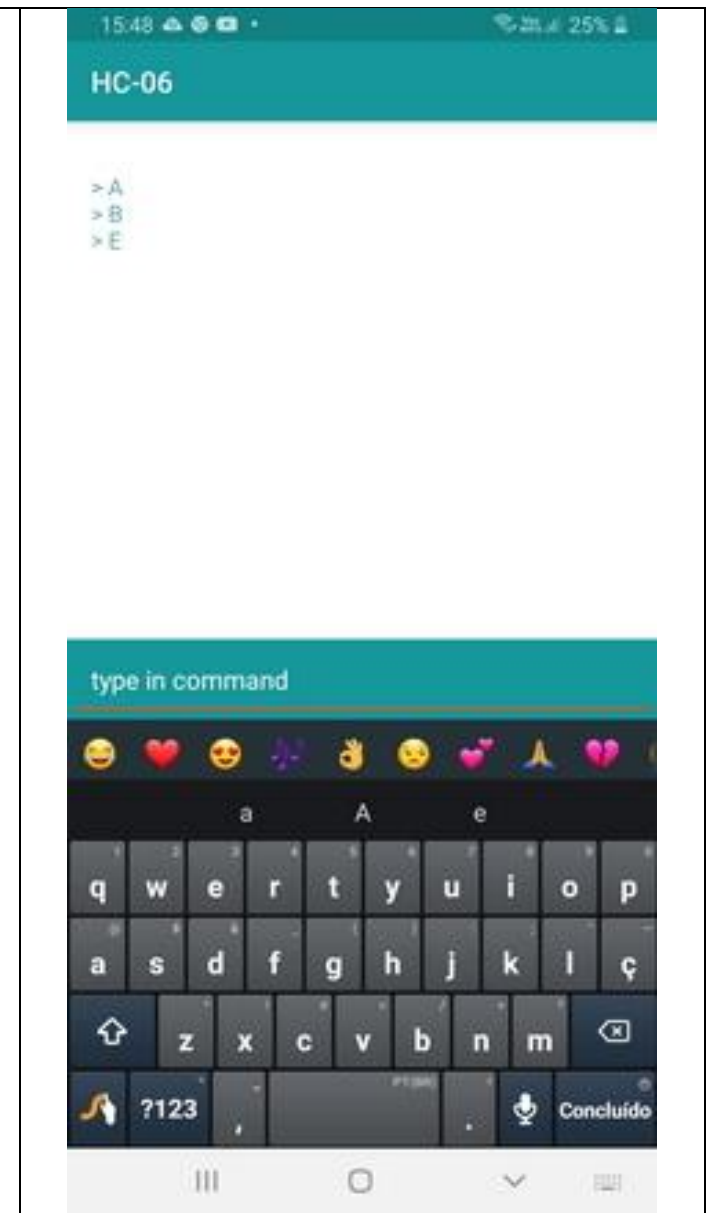 15:48 25%
HC-06
> A
> B
> E
type in command
a A e
q w e r t y u i o p
a s d f g h j k l ç
z x c v b n m
?123 , . Concluído